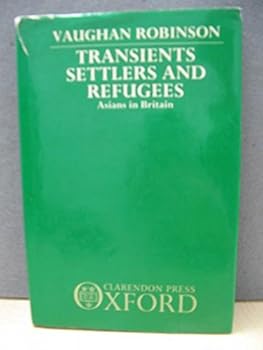 VAUGHAN ROBINSON
TRANSIENTS
SETTLERS AND
REFUGEES
Asians in Britain
CLARENDON PRESS
OXFORD